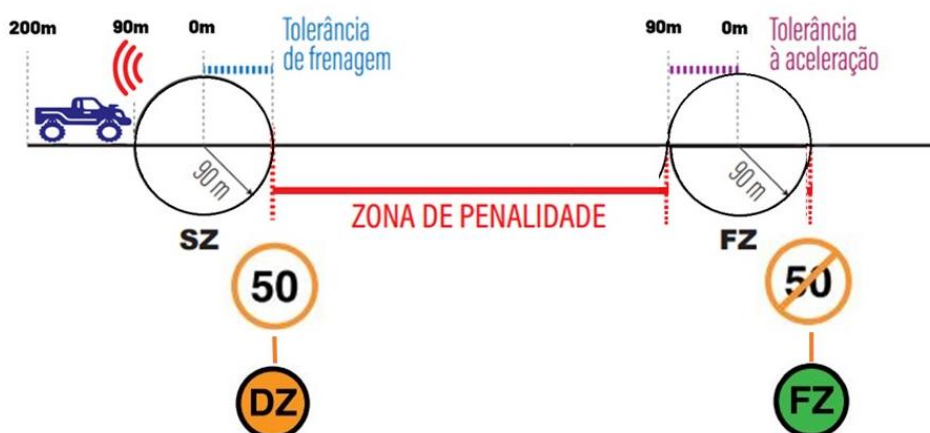 200m 90m 0m Tolerância
de frenagem
90m 0m Tolerância
à aceleração
90 m
90 m
ZONA DE PENALIDADE
SZ
FZ
50
50
DZ
FZ